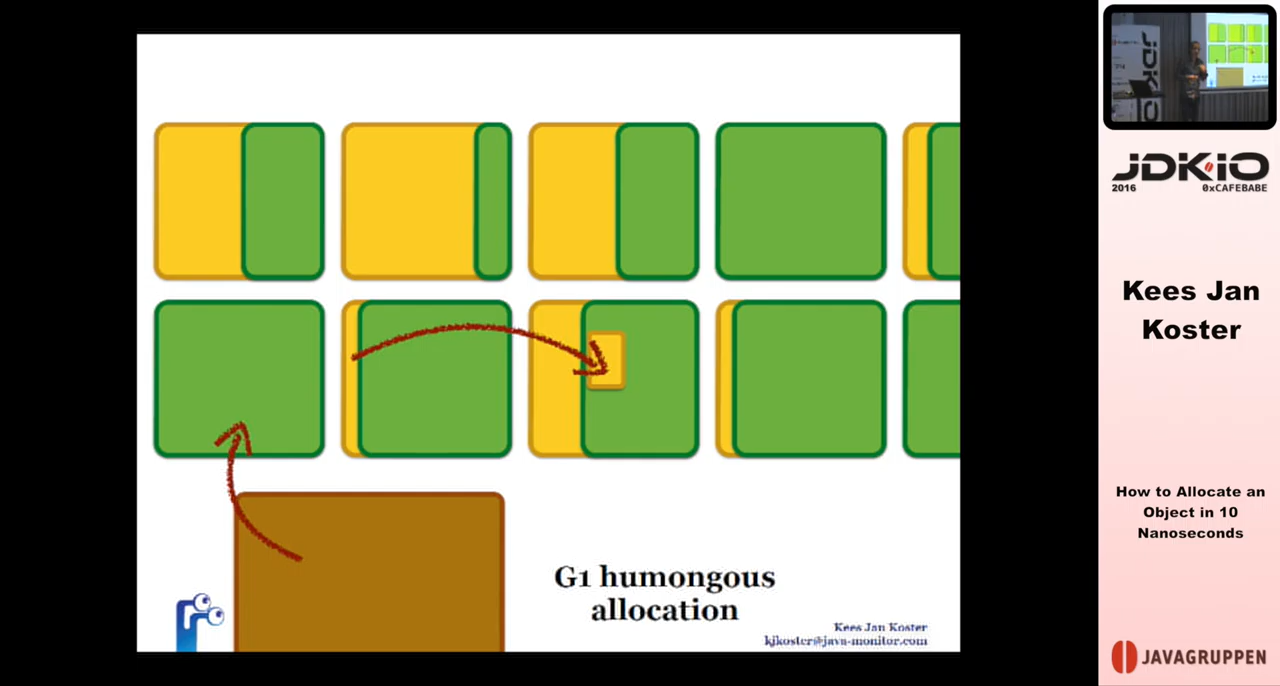 G1 humongous
allocation
Kees Jan Koster
kjkoster@java-monitor.com
JDK.iO
2016 0xCAFEBABE
Kees Jan
Koster
How to Allocate an
Object in 10
Nanoseconds
JAVAGRUPPEN